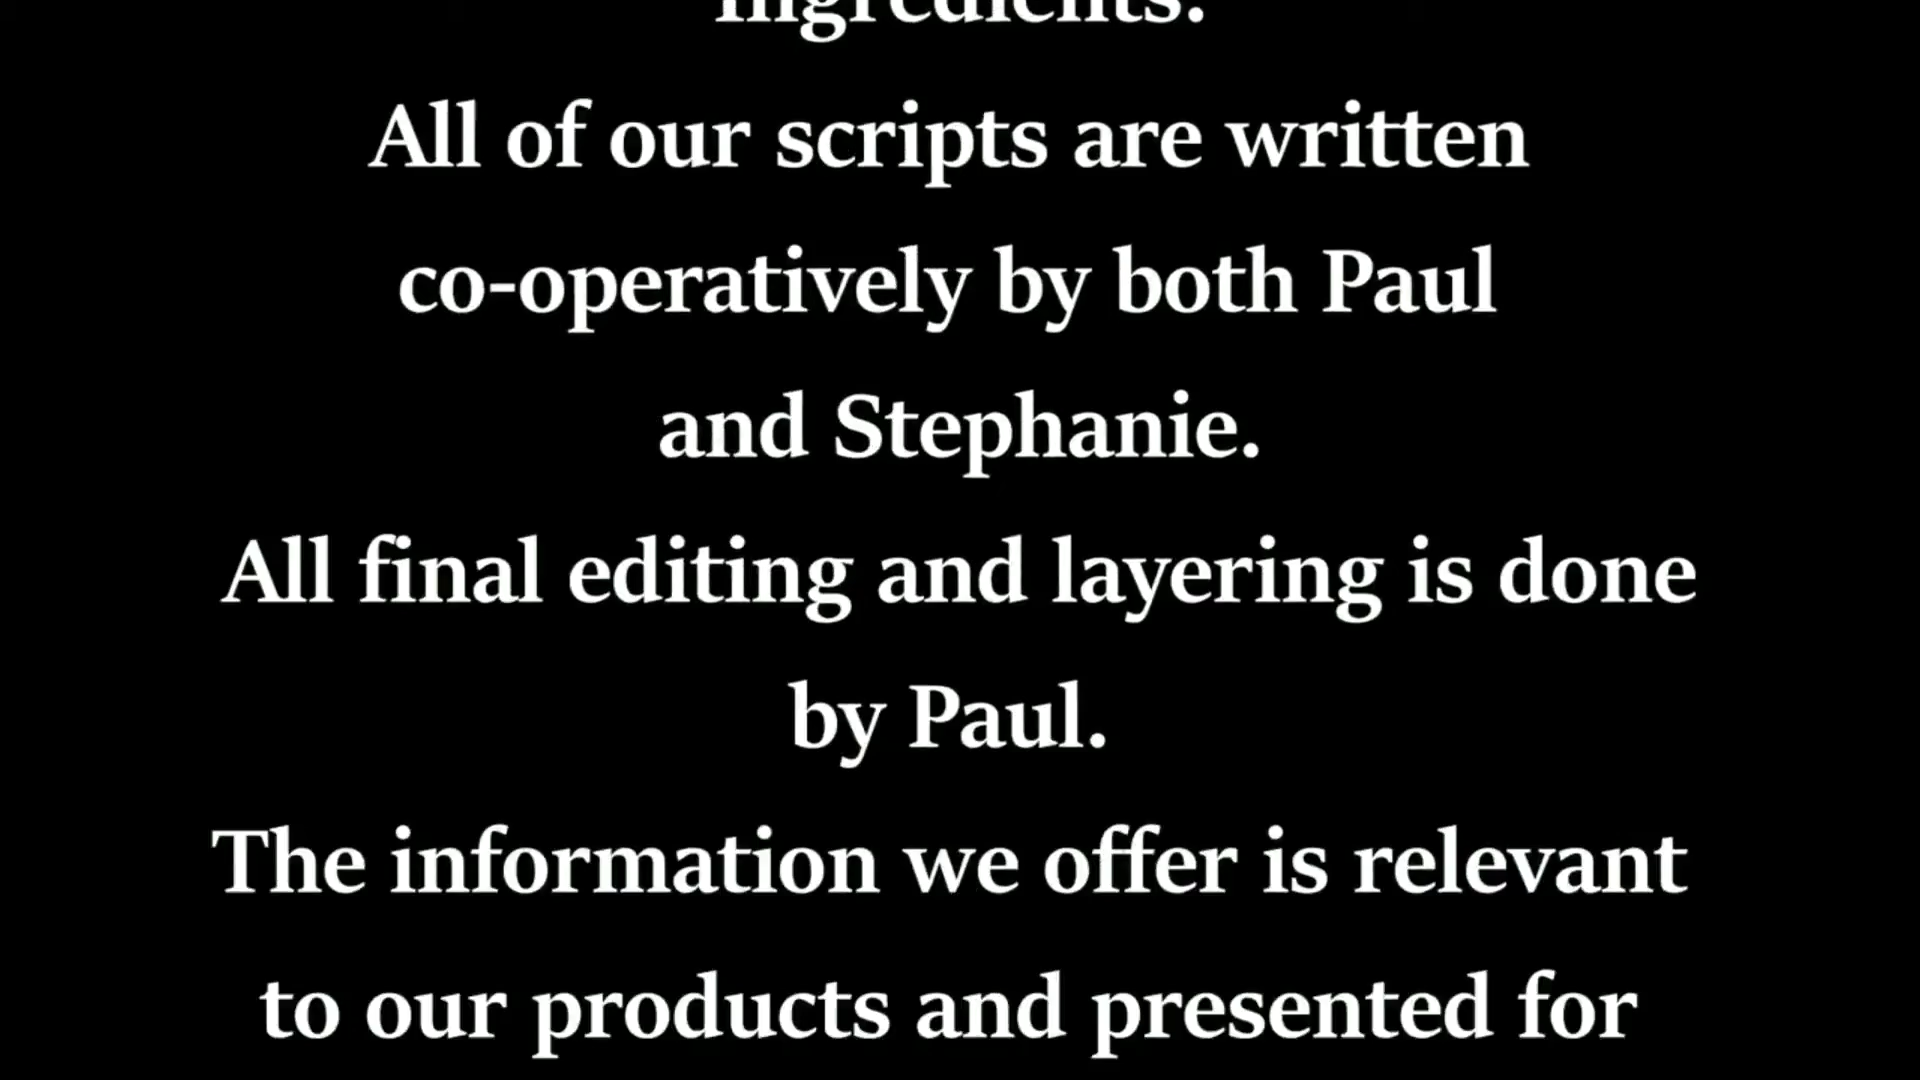 ingredients.
All of our scripts are written
co-operatively by both Paul
and Stephanie.
All final editing and layering is done
by Paul.
The information we offer is relevant
to our products and presented for